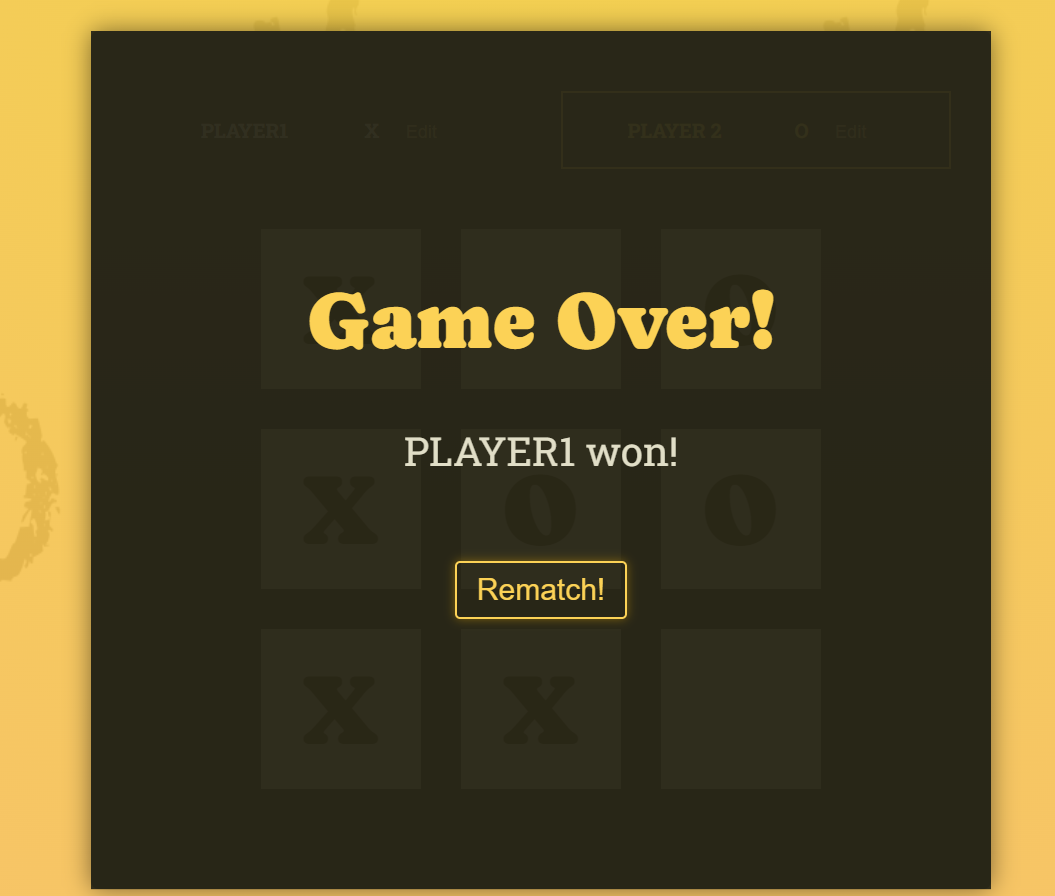 PLAYER1 X Edit PLAYER 2 O Edit
X O
Game Over!
PLAYER1 won!
X O O
Rematch!
X X